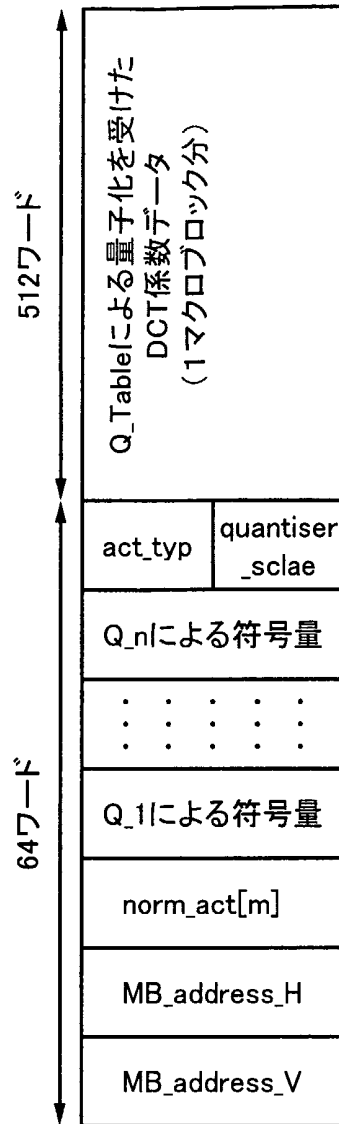 512ワード
Q_Tableによる量子化を受けた
DCT係数データ
(1マクロブロック分)
64ワード
act_typ
quantiser
_sclae
Q_nによる符号量
. . . . .
. . . . .
. . . . .
Q_1による符号量
norm_act[m]
MB_address_H
MB_address_V